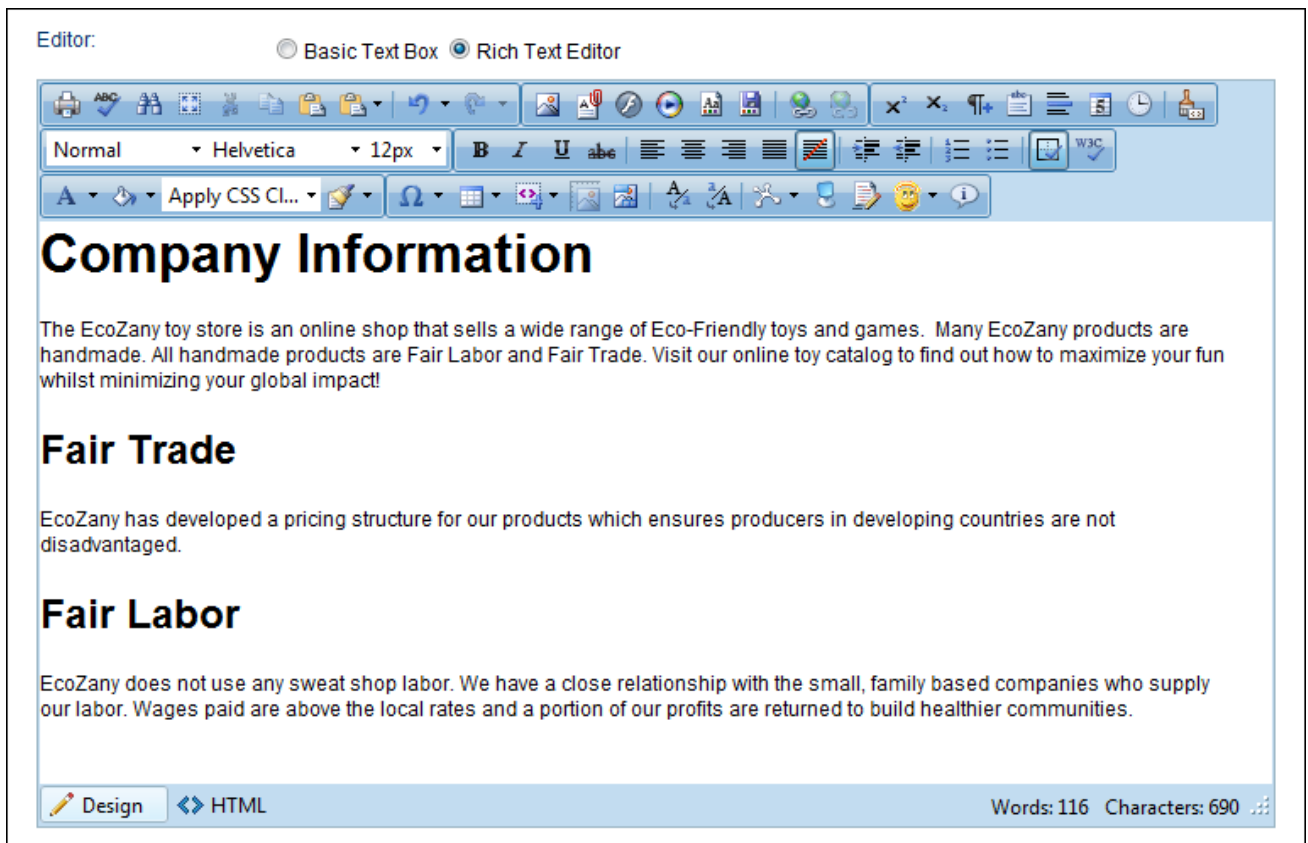 Editor:
Basic Text Box Rich Text Editor
ABC
abc
Normal Helvetica 12px B I U abc W3C
A Apply CSS Cl... Ω
Company Information
The EcoZany toy store is an online shop that sells a wide range of Eco-Friendly toys and games.  Many EcoZany products are
handmade. All handmade products are Fair Labor and Fair Trade. Visit our online toy catalog to find out how to maximize your fun
whilst minimizing your global impact!
Fair Trade
EcoZany has developed a pricing structure for our products which ensures producers in developing countries are not
disadvantaged.
Fair Labor
EcoZany does not use any sweat shop labor. We have a close relationship with the small, family based companies who supply
our labor. Wages paid are above the local rates and a portion of our profits are returned to build healthier communities.
Design HTML Words: 116 Characters: 690